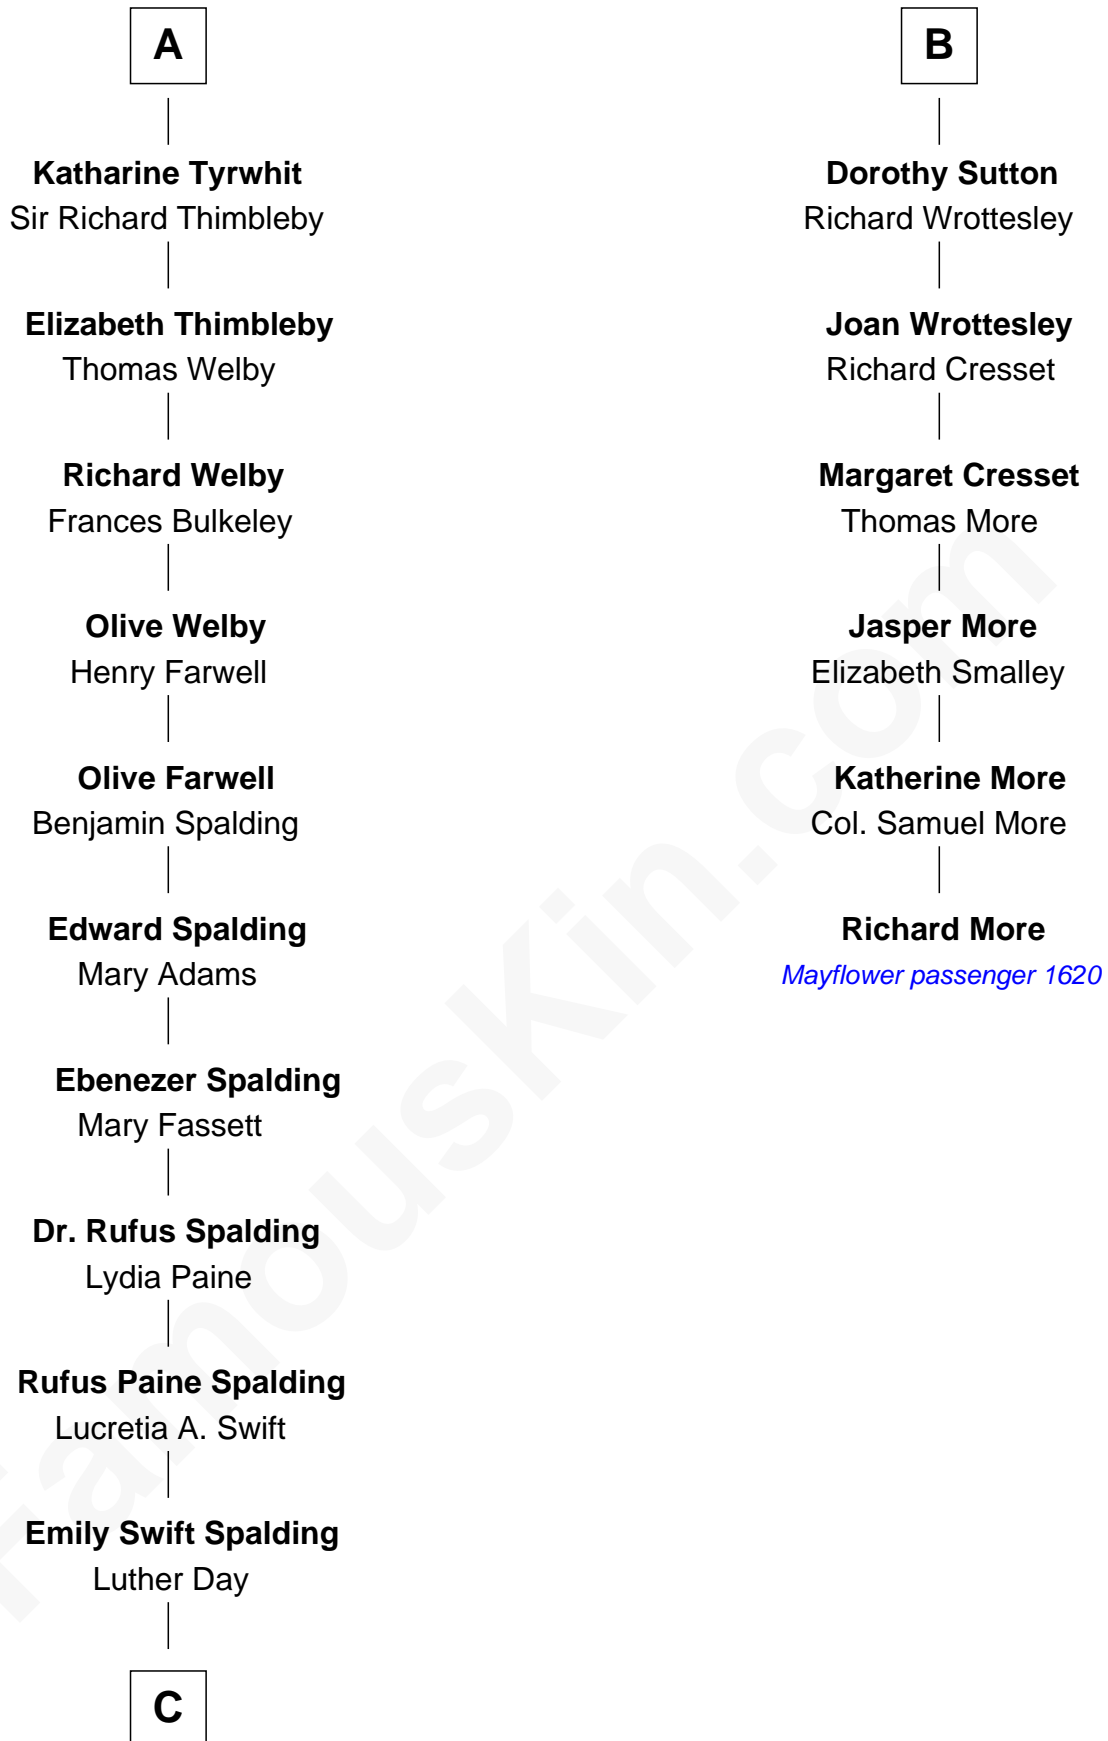 A
Katharine Tyrwhit
Sir Richard Thimbleby
Elizabeth Thimbleby
Thomas Welby
Richard Welby
Frances Bulkeley
Olive Welby
Henry Farwell
Olive Farwell
Benjamin Spalding
Edward Spalding
Mary Adams
Ebenezer Spalding
Mary Fassett
Dr. Rufus Spalding
Lydia Paine
Rufus Paine Spalding
Lucretia A. Swift
Emily Swift Spalding
Luther Day
C
B
Dorothy Sutton
Richard Wrottesley
Joan Wrottesley
Richard Cresset
Margaret Cresset
Thomas More
Jasper More
Elizabeth Smalley
Katherine More
Col. Samuel More
Richard More
Mayflower passenger 1620
FamousKin.com